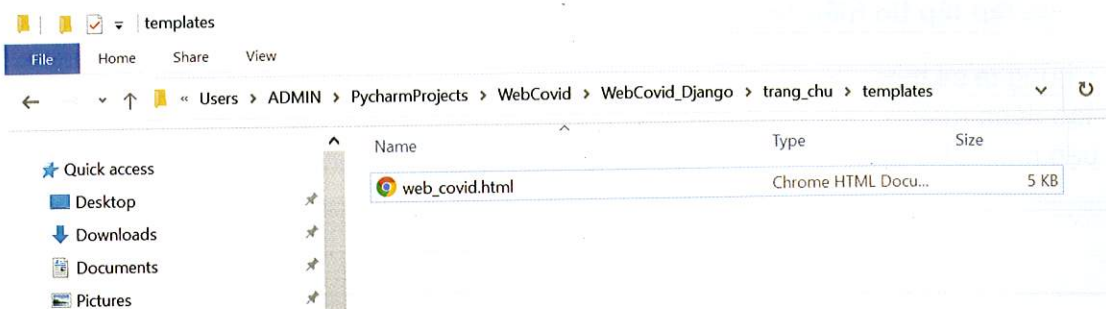 templates
File Home Share View
« Users > ADMIN > PycharmProjects > WebCovid > WebCovid_Django > trang_chu > templates
Name Type Size
Quick access
web_covid.html Chrome HTML Docu... 5 KB
Desktop
Downloads
Documents
Pictures